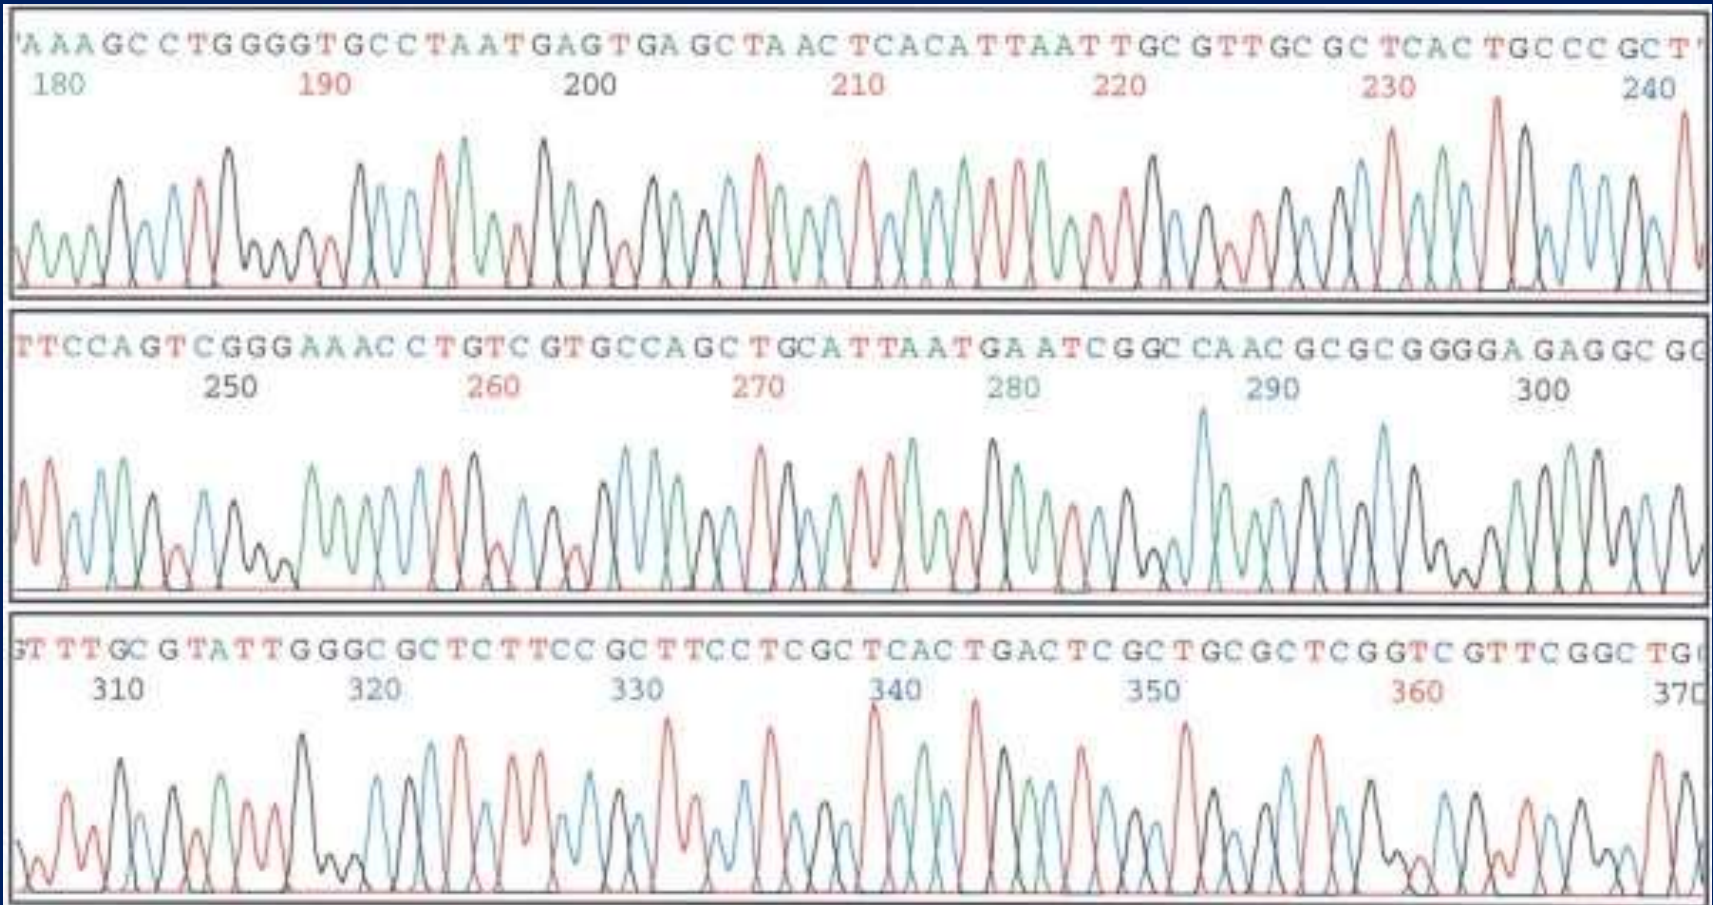 AAAGCCTGGGGTGCCTAATGAGTGAGCTAACTCACATTAATTGCGTTGCGCTCACTGCCCGCT
180 190 200 210 220 230 240
TTCCAGTCGGGAAACCTGTCGTGCCAGCTGCATTAATGAATCGGCCAACGCGCGGGGAGAGGCGG
250 260 270 280 290 300
GTTTGCGTATTGGGCGCTCTTCCGCTTCCTCGCTCACTGACTCGCTGCGCTCGGTCGTTCGGCTG
310 320 330 340 350 360 370